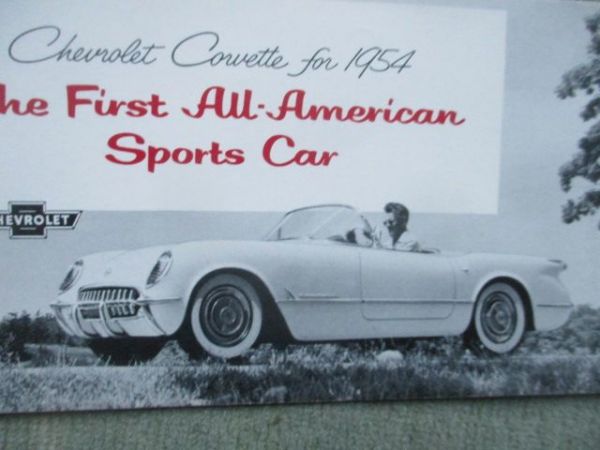 Chevrolet Corvette for 1954
he First All-American
Sports Car
HEVROLET